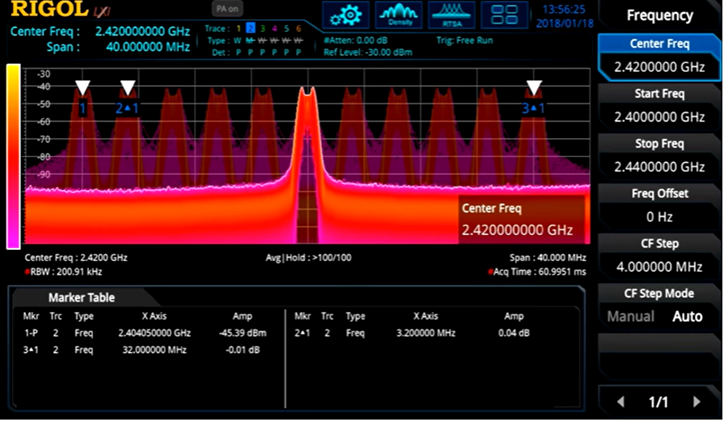 RIGOL LXI
PA on
13:56:25
2018/01/18
Center Freq : 2.420000000 GHz
Span : 40.000000 MHz
Trace : 1 2 3 4 5 6
Type : W M W W W W
Det : P P P P P P
Density
RTSA
#Atten: 0.00 dB
Ref Level: -30.00 dBm
Trig: Free Run
-30
-40
-50
-60
-70
-80
-90
1
2▲1
3▲1
Center Freq
2.420000000 GHz
Center Freq : 2.4200 GHz
Avg|Hold : >100/100
Span : 40.000 MHz
#RBW : 200.91 kHz
#Acq Time : 60.9951 ms
Marker Table
Mkr Trc Type X Axis Amp Mkr Trc Type X Axis Amp
1-P 2 Freq 2.404050000 GHz -45.39 dBm 2▲1 2 Freq 3.200000 MHz 0.04 dB
3▲1 2 Freq 32.000000 MHz -0.01 dB
Frequency
Center Freq
2.4200000 GHz
Start Freq
2.4000000 GHz
Stop Freq
2.4400000 GHz
Freq Offset
0 Hz
CF Step
4.000000 MHz
CF Step Mode
Manual Auto
1/1